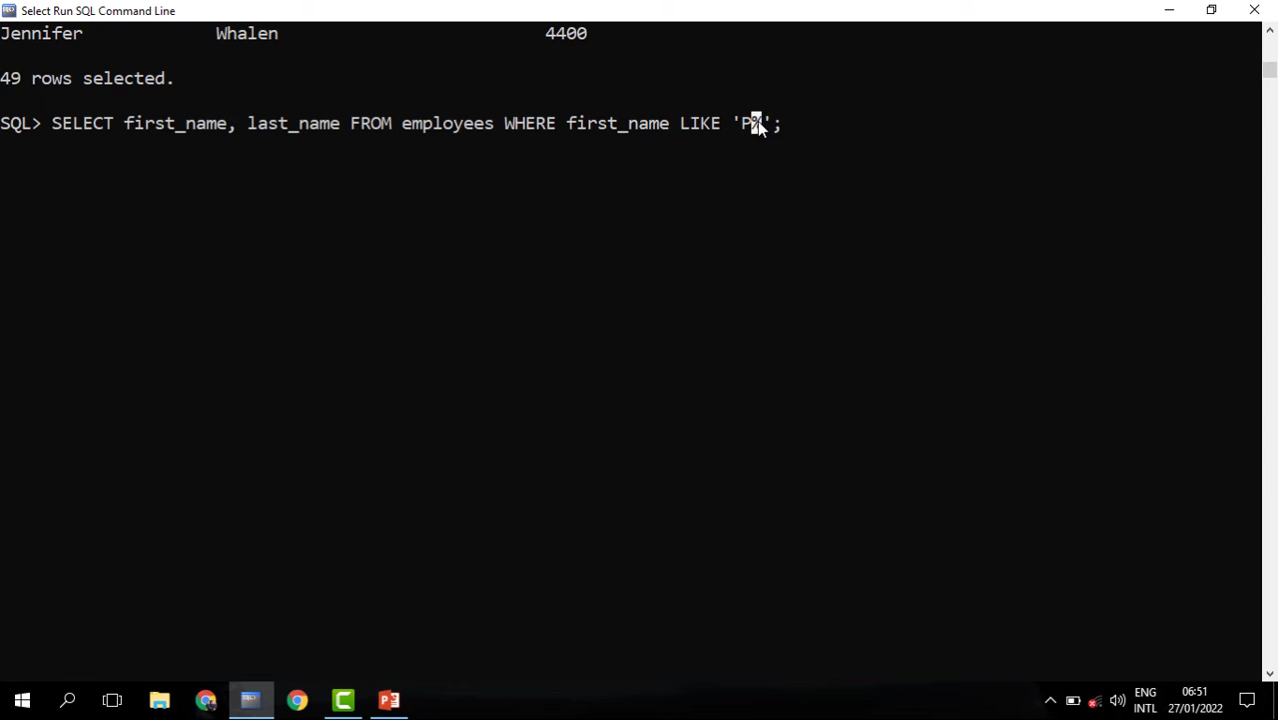 Select Run SQL Command Line
Jennifer Whalen 4400
49 rows selected.
SQL> SELECT first_name, last_name FROM employees WHERE first_name LIKE 'P%';
ENG 06:51
INTL 27/01/2022